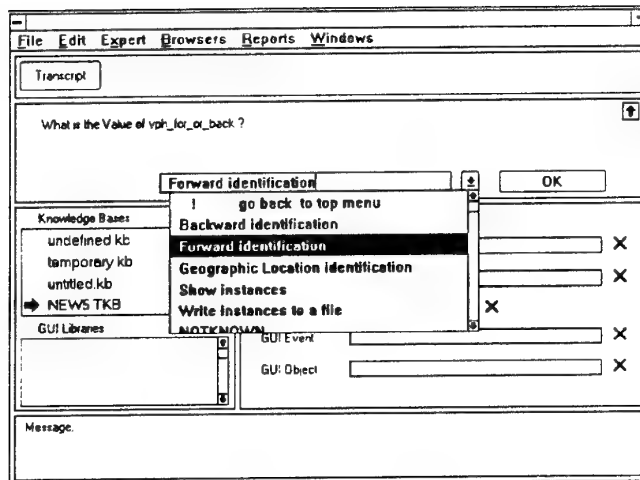 File Edit Expert Browsers Reports Windows
Transcript
What is the Value of vph_for_or_back ?
Forward identification
OK
! go back to top menu
Backward identification
Forward identification
Geographic Location identification
Show instances
Write instances to a file
NOTKNOWN
Knowledge Bases
undefined.kb
temporary.kb
untitled.kb
NEWS.TKB
GUI Libraries
GUI Event
GUI Object
Message.